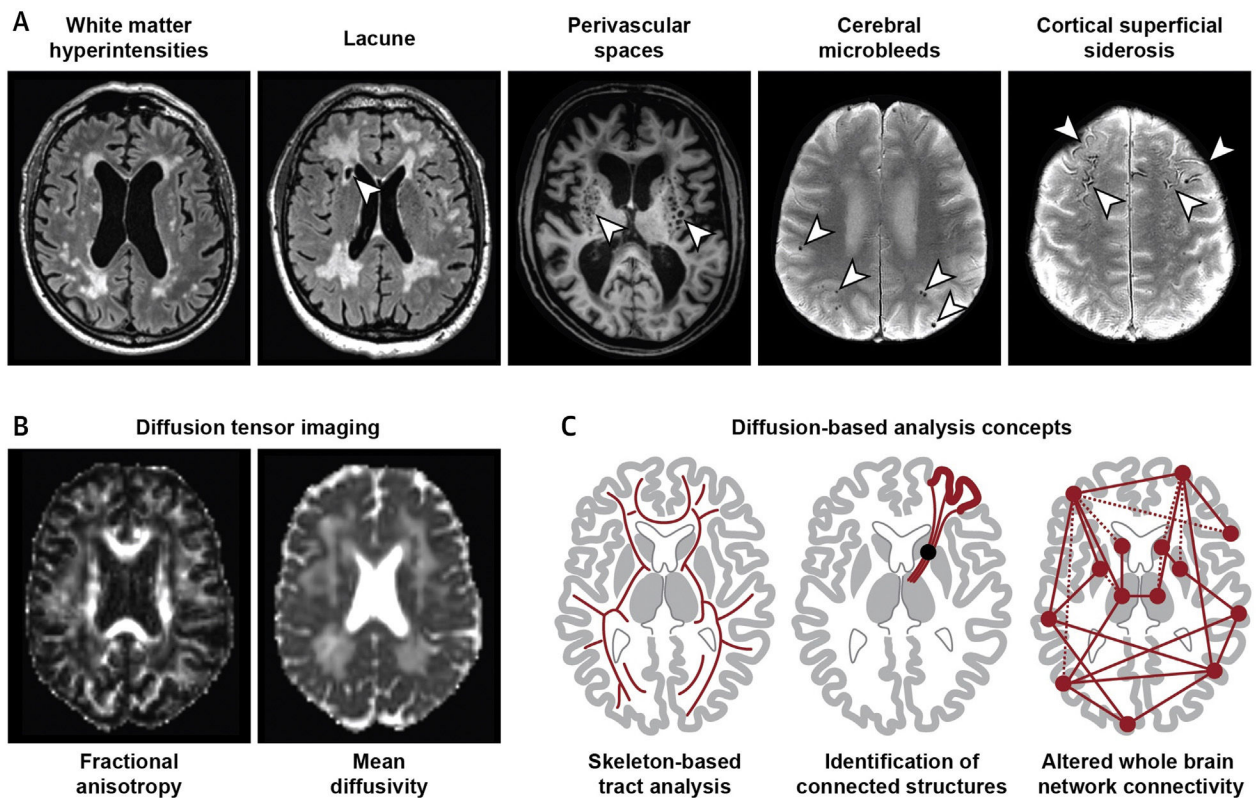 A
White matter
hyperintensities
Lacune
Perivascular
spaces
Cerebral
microbleeds
Cortical superficial
siderosis
B
Diffusion tensor imaging
Fractional
anisotropy
Mean
diffusivity
C
Diffusion-based analysis concepts
Skeleton-based
tract analysis
Identification of
connected structures
Altered whole brain
network connectivity